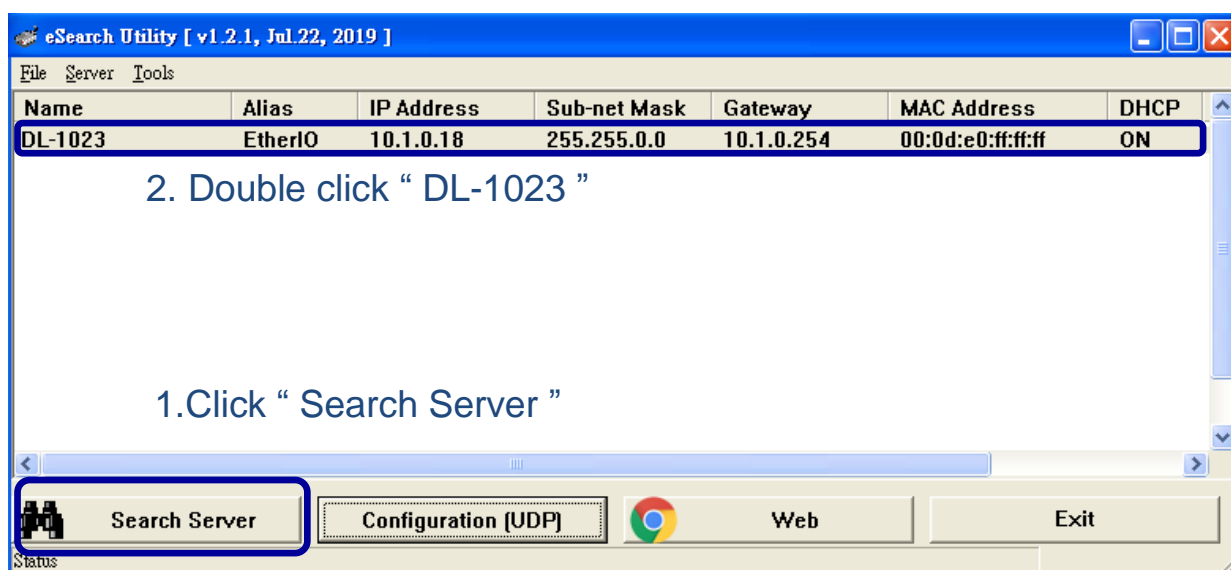 eSearch Utility [ v1.2.1, Jul.22, 2019 ]
File Server Tools
Name Alias IP Address Sub-net Mask Gateway MAC Address DHCP
DL-1023 EtherIO 10.1.0.18 255.255.0.0 10.1.0.254 00:0d:e0:ff:ff:ff ON
2. Double click “ DL-1023 ”
1.Click “ Search Server ”
Search Server Configuration (UDP) Web Exit
Status